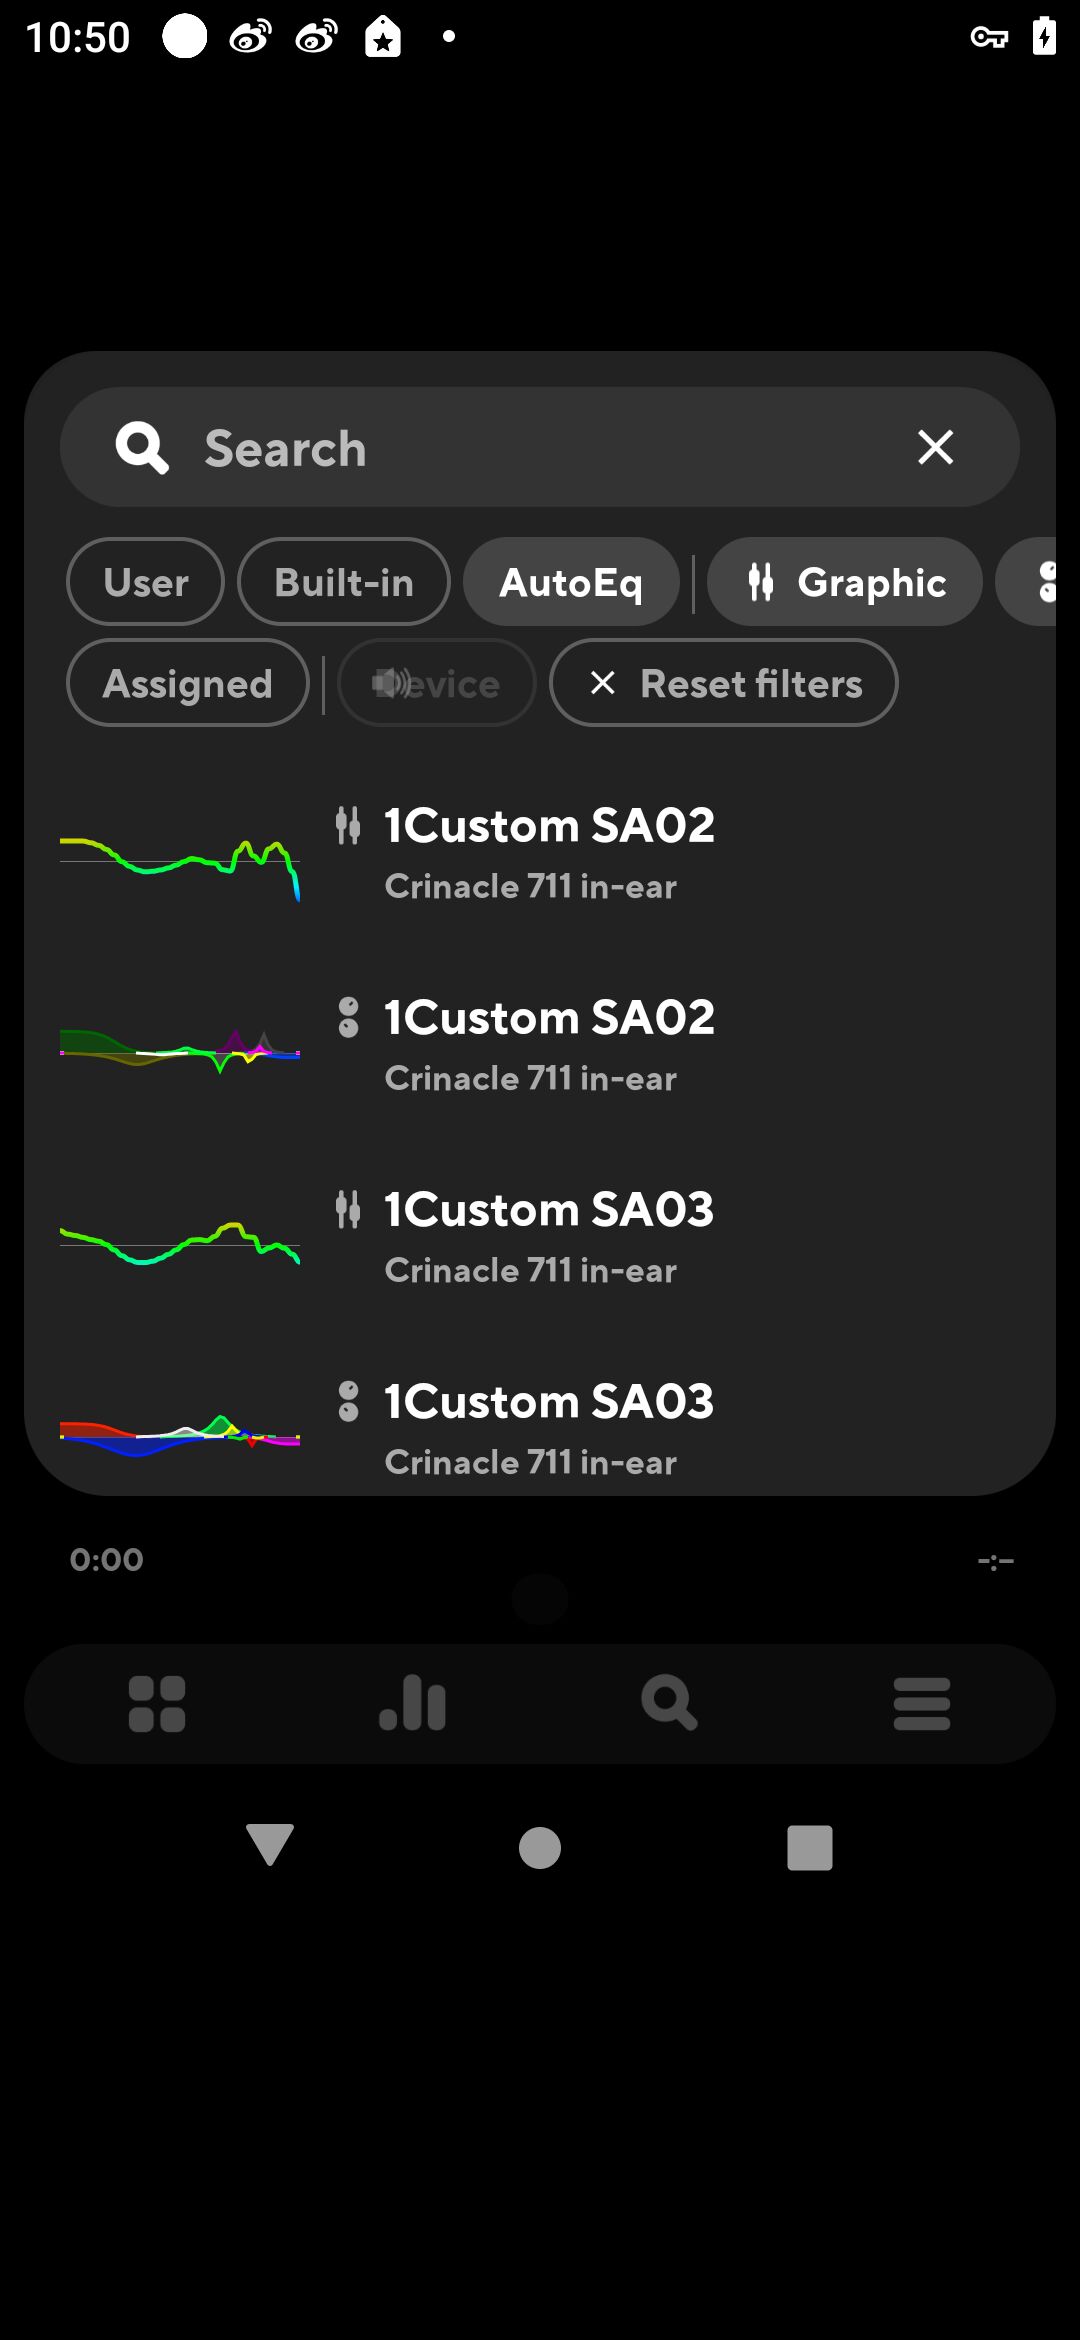 10:50
Search
User Built-in AutoEq Graphic
Assigned Device Reset filters
1Custom SA02
Crinacle 711 in-ear
1Custom SA02
Crinacle 711 in-ear
1Custom SA03
Crinacle 711 in-ear
1Custom SA03
Crinacle 711 in-ear
0:00 -:-